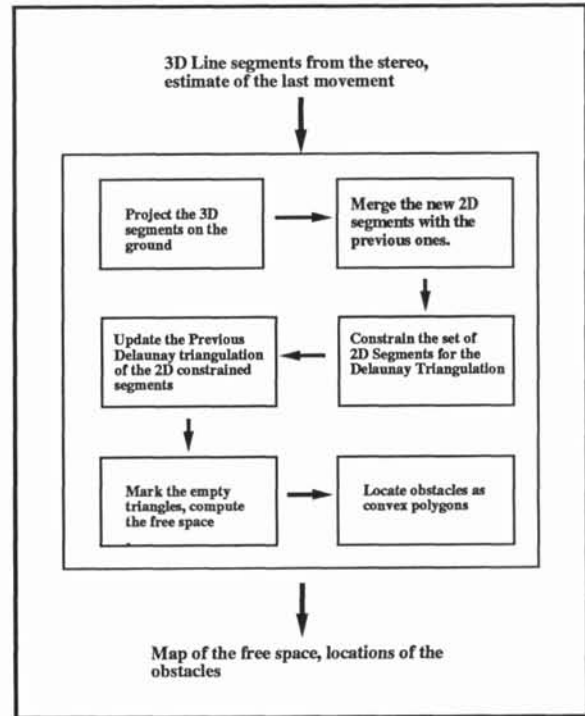 3D Line segments from the stereo,
estimate of the last movement
Project the 3D
segments on the
ground
Merge the new 2D
segments with the
previous ones.
Constrain the set of
2D Segments for the
Delaunay Triangulation
Update the Previous
Delaunay triangulation
of the 2D constrained
segments
Mark the empty
triangles, compute
the free space
Locate obstacles as
convex polygons
Map of the free space, locations of the
obstacles